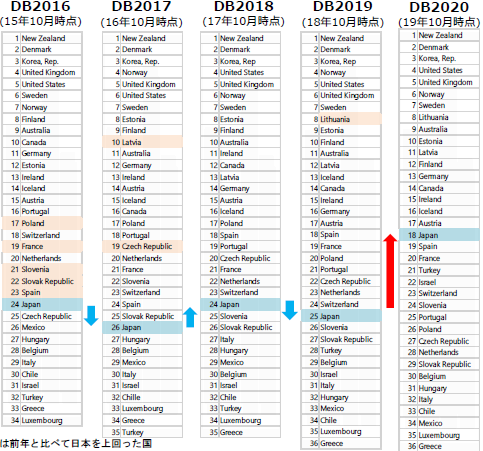 DB2016
(15年10月時点)
1 New Zealand
2 Denmark
3 Korea, Rep.
4 United Kingdom
5 United States
6 Sweden
7 Norway
8 Finland
9 Australia
10 Canada
11 Germany
12 Estonia
13 Ireland
14 Iceland
15 Austria
16 Portugal
17 Poland
18 Switzerland
19 France
20 Netherlands
21 Slovenia
22 Slovak Republic
23 Spain
24 Japan
25 Czech Republic
26 Mexico
27 Hungary
28 Belgium
29 Italy
30 Chile
31 Israel
32 Turkey
33 Greece
34 Luxembourg
DB2017
(16年10月時点)
1 New Zealand
2 Denmark
3 Korea, Rep.
4 Norway
5 United Kingdom
6 United States
7 Sweden
8 Estonia
9 Finland
10 Latvia
11 Australia
12 Germany
13 Ireland
14 Austria
15 Iceland
16 Canada
17 Poland
18 Portugal
19 Czech Republic
20 Netherlands
21 France
22 Slovenia
23 Switzerland
24 Spain
25 Slovak Republic
26 Japan
27 Hungary
28 Belgium
29 Mexico
30 Italy
31 Israel
32 Chille
33 Luxembourg
34 Greece
35 Turkey
DB2018
(17年10月時点)
1 New Zealand
2 Denmark
3 Korea, Rep.
4 United States
5 United Kingdom
6 Norway
7 Sweden
8 Estonia
9 Finland
10 Australia
11 Ireland
12 Canada
13 Latvia
14 Germany
15 Austria
16 Iceland
17 Poland
18 Spain
19 Portugal
20 Czech Republic
21 France
22 Netherlands
23 Switzerland
24 Japan
25 Slovenia
26 Slovak Republic
27 Italy
28 Hungary
29 Mexico
30 Belgium
31 Israel
32 Chile
33 Turkey
34 Luxembourg
35 Greece
DB2019
(18年10月時点)
1 New Zealand
2 Denmark
3 Korea, Rep.
4 Norway
5 United States
6 United Kingdom
7 Sweden
8 Lithuania
9 Estonia
10 Finland
11 Australia
12 Latvia
13 Iceland
14 Canada
15 Ireland
16 Germany
17 Austria
18 Spain
19 France
20 Poland
21 Portugal
22 Czech Republic
23 Netherlands
24 Switzerland
25 Japan
26 Slovenia
27 Slovak Republic
28 Turkey
29 Belgium
30 Israel
31 Italy
32 Hungary
33 Mexico
34 Chile
35 Luxembourg
36 Greece
DB2020
(19年10月時点)
1 New Zealand
2 Denmark
3 Korea, Rep.
4 United States
5 United Kingdom
6 Norway
7 Sweden
8 Lithuania
9 Australia
10 Estonia
11 Latvia
12 Finland
13 Germany
14 Canada
15 Ireland
16 Iceland
17 Austria
18 Japan
19 Spain
20 France
21 Turkey
22 Israel
23 Switzerland
24 Slovenia
25 Portugal
26 Poland
27 Czech Republic
28 Netherlands
29 Slovak Republic
30 Belgium
31 Hungary
32 Italy
33 Chile
34 Mexico
35 Luxembourg
36 Greece
は前年と比べて日本を上回った国